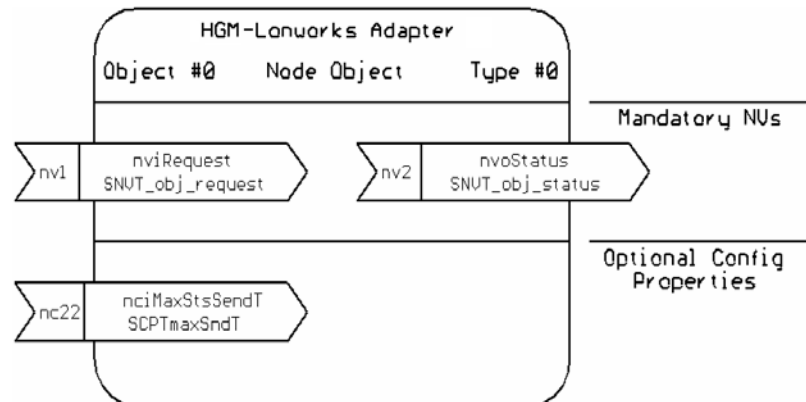 HGM-Lonworks Adapter
Object #0 Node Object Type #0
Mandatory NVs
nv1 nviRequest
SNVT_obj_request
nv2 nvoStatus
SNVT_obj_status
Optional Config
Properties
nc22 nciMaxStsSendT
SCPTmaxSndT